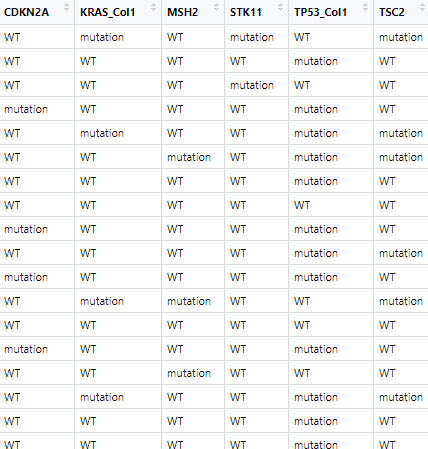 CDKN2A KRAS_Col1 MSH2 STK11 TP53_Col1 TSC2
WT mutation WT mutation WT mutation
WT WT WT WT mutation WT
WT WT WT mutation WT WT
mutation WT WT WT mutation WT
WT mutation WT WT mutation mutation
WT WT mutation WT mutation mutation
WT WT WT WT mutation WT
WT WT WT WT WT WT
mutation WT WT WT mutation WT
WT WT WT WT mutation mutation
mutation WT WT WT mutation WT
WT mutation mutation WT WT mutation
WT WT WT WT WT WT
mutation WT WT WT mutation WT
WT WT mutation WT WT WT
WT mutation WT WT mutation mutation
WT WT WT WT mutation WT
WT WT WT WT mutation WT